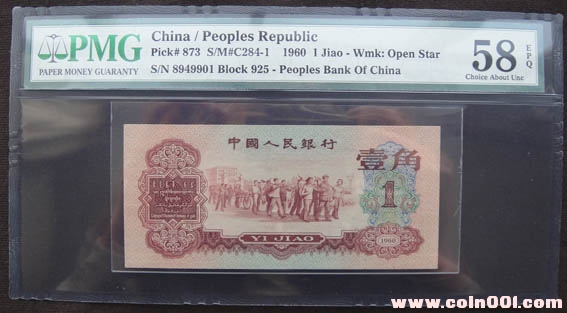 PMG
PAPER MONEY GUARANTY
China / Peoples Republic
Pick# 873 S/M#C284-1 1960 1 Jiao - Wmk: Open Star
S/N 8949901 Block 925 - Peoples Bank Of China
58 EPQ
Choice About Unc
中國人民銀行
壹角
1
YI JIAO
1960
www.coin001.com